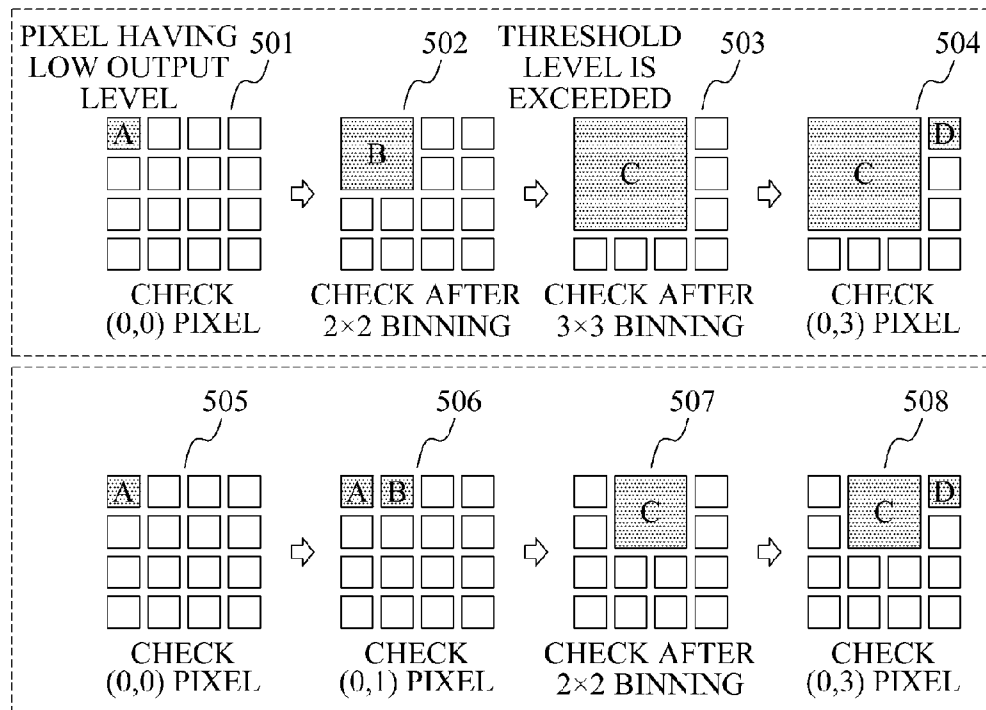 PIXEL HAVING
LOW OUTPUT
LEVEL
501
502
THRESHOLD
LEVEL IS
EXCEEDED
503
504
A
B
C
C
D
CHECK
(0,0) PIXEL
CHECK AFTER
2×2 BINNING
CHECK AFTER
3×3 BINNING
CHECK
(0,3) PIXEL
505
506
507
508
A
A
B
C
C
D
CHECK
(0,0) PIXEL
CHECK
(0,1) PIXEL
CHECK AFTER
2×2 BINNING
CHECK
(0,3) PIXEL